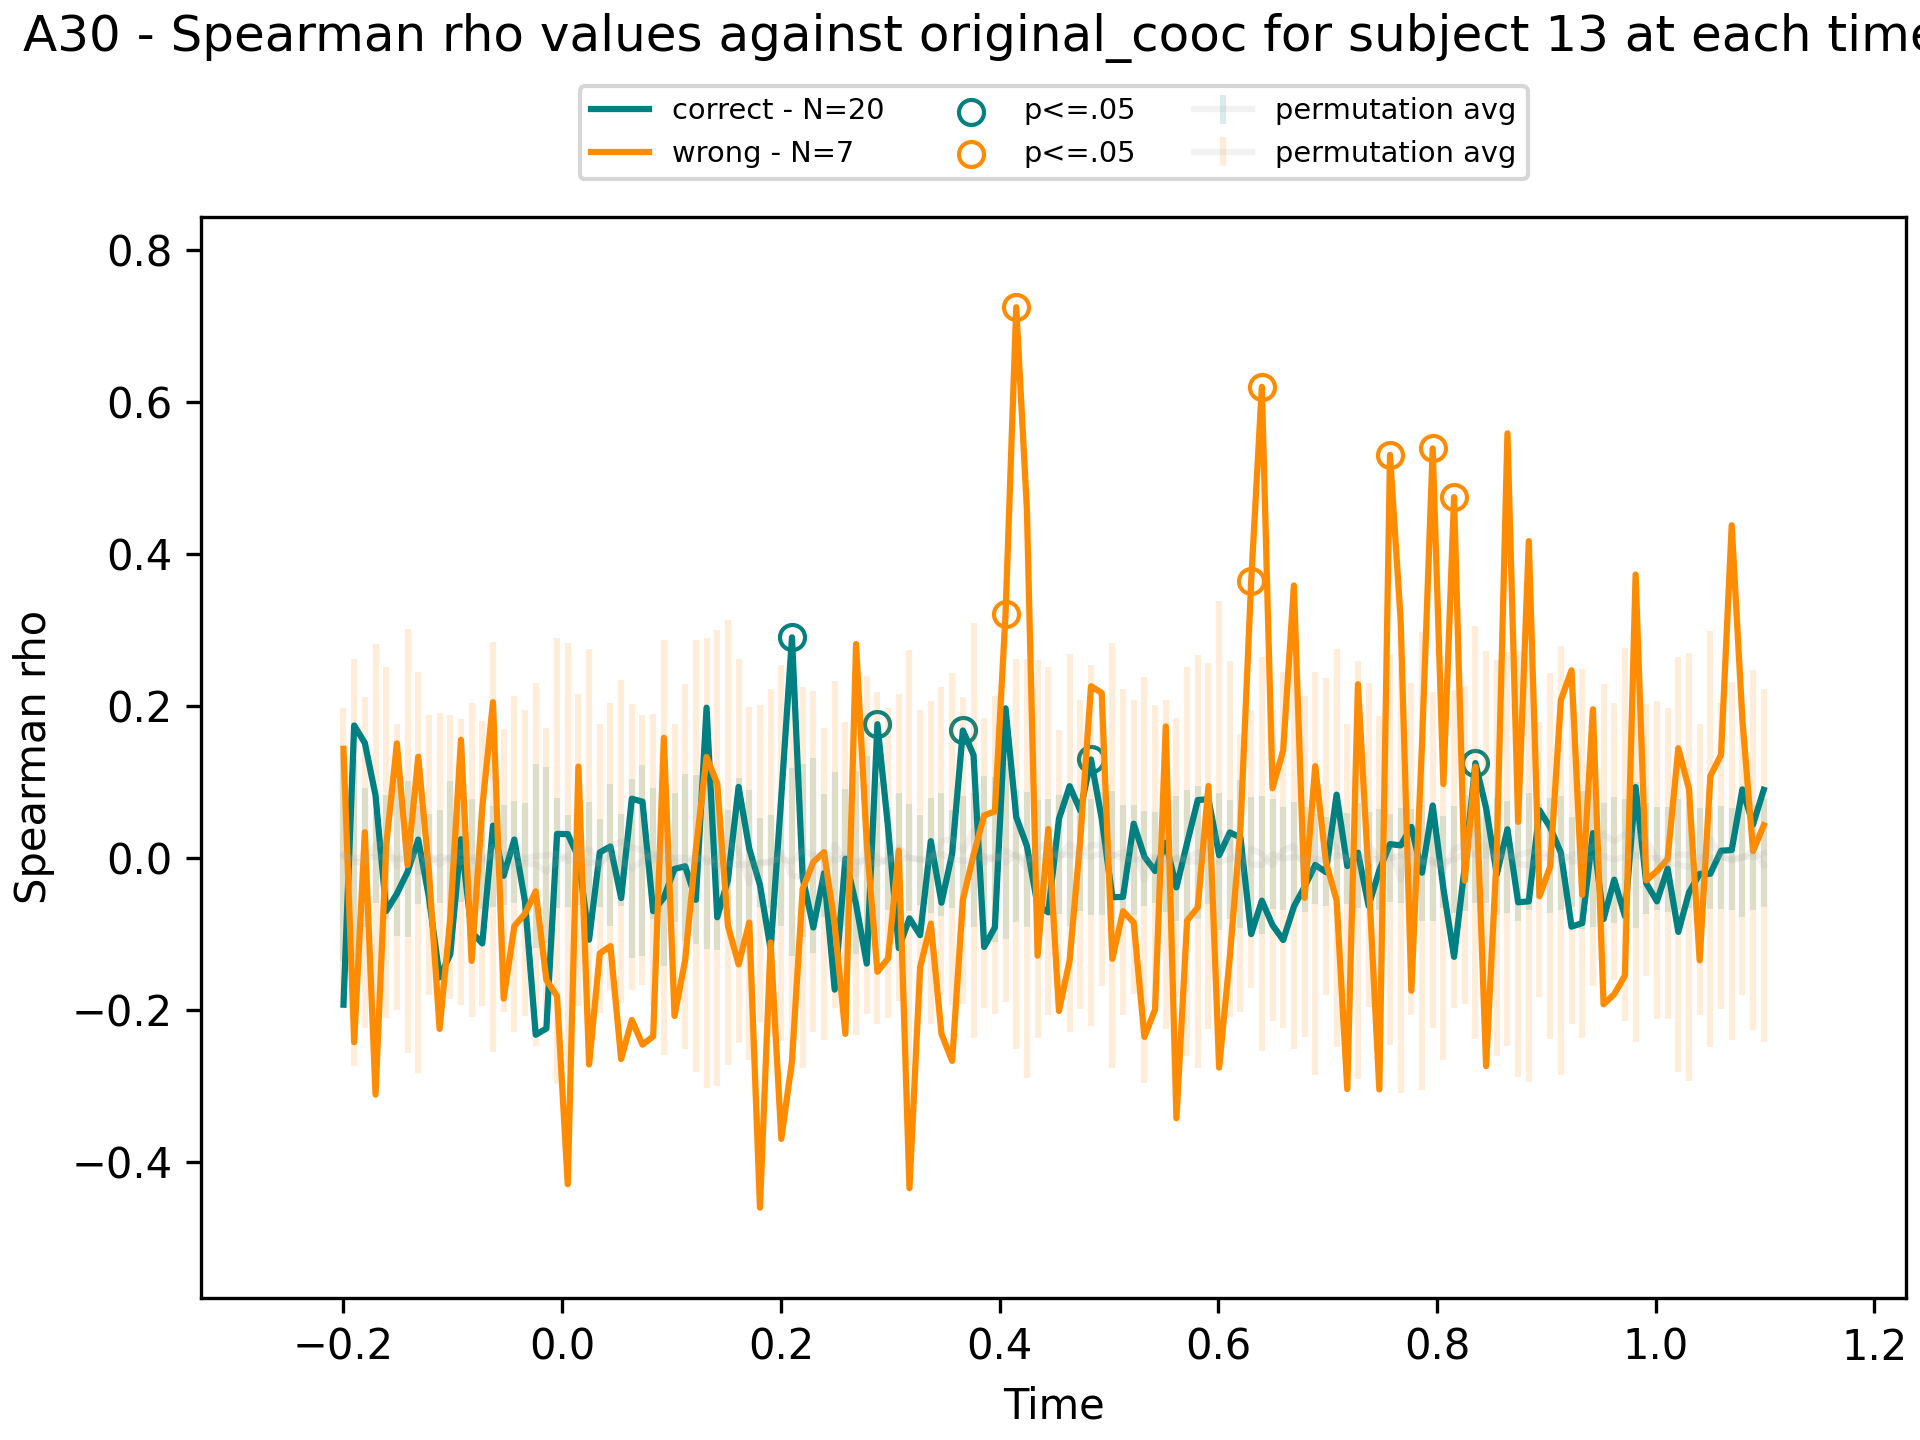 A30 - Spearman rho values against original_cooc for subject 13 at each time
correct - N=20 p<=.05 permutation avg
wrong - N=7 p<=.05 permutation avg
0.8
0.6
0.4
0.2
0.0
−0.2
−0.4
Spearman rho
−0.2 0.0 0.2 0.4 0.6 0.8 1.0 1.2
Time